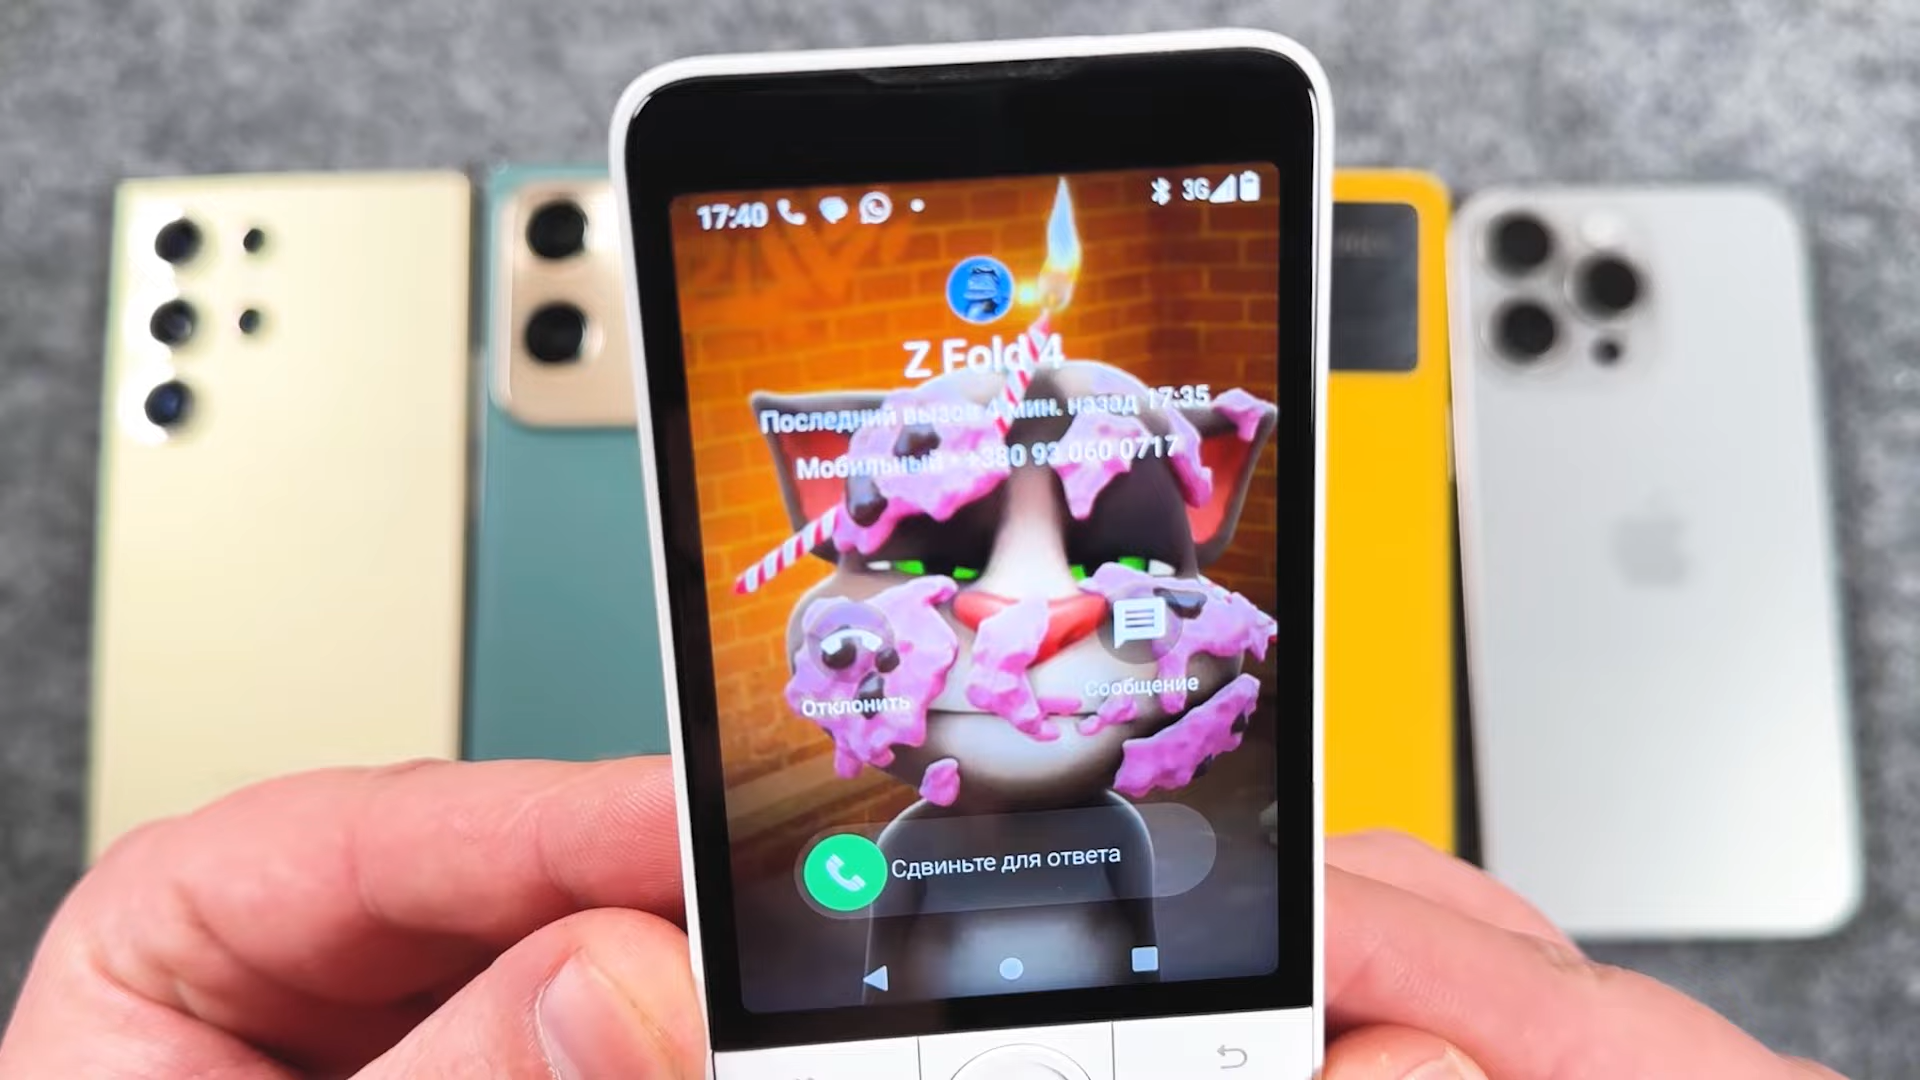 17:40
3G
Z Fold 4
Последний вызов 4 мин. назад 17:35
Мобильный • +380 93 060 0717
Отклонить
Сообщение
Сдвиньте для ответа